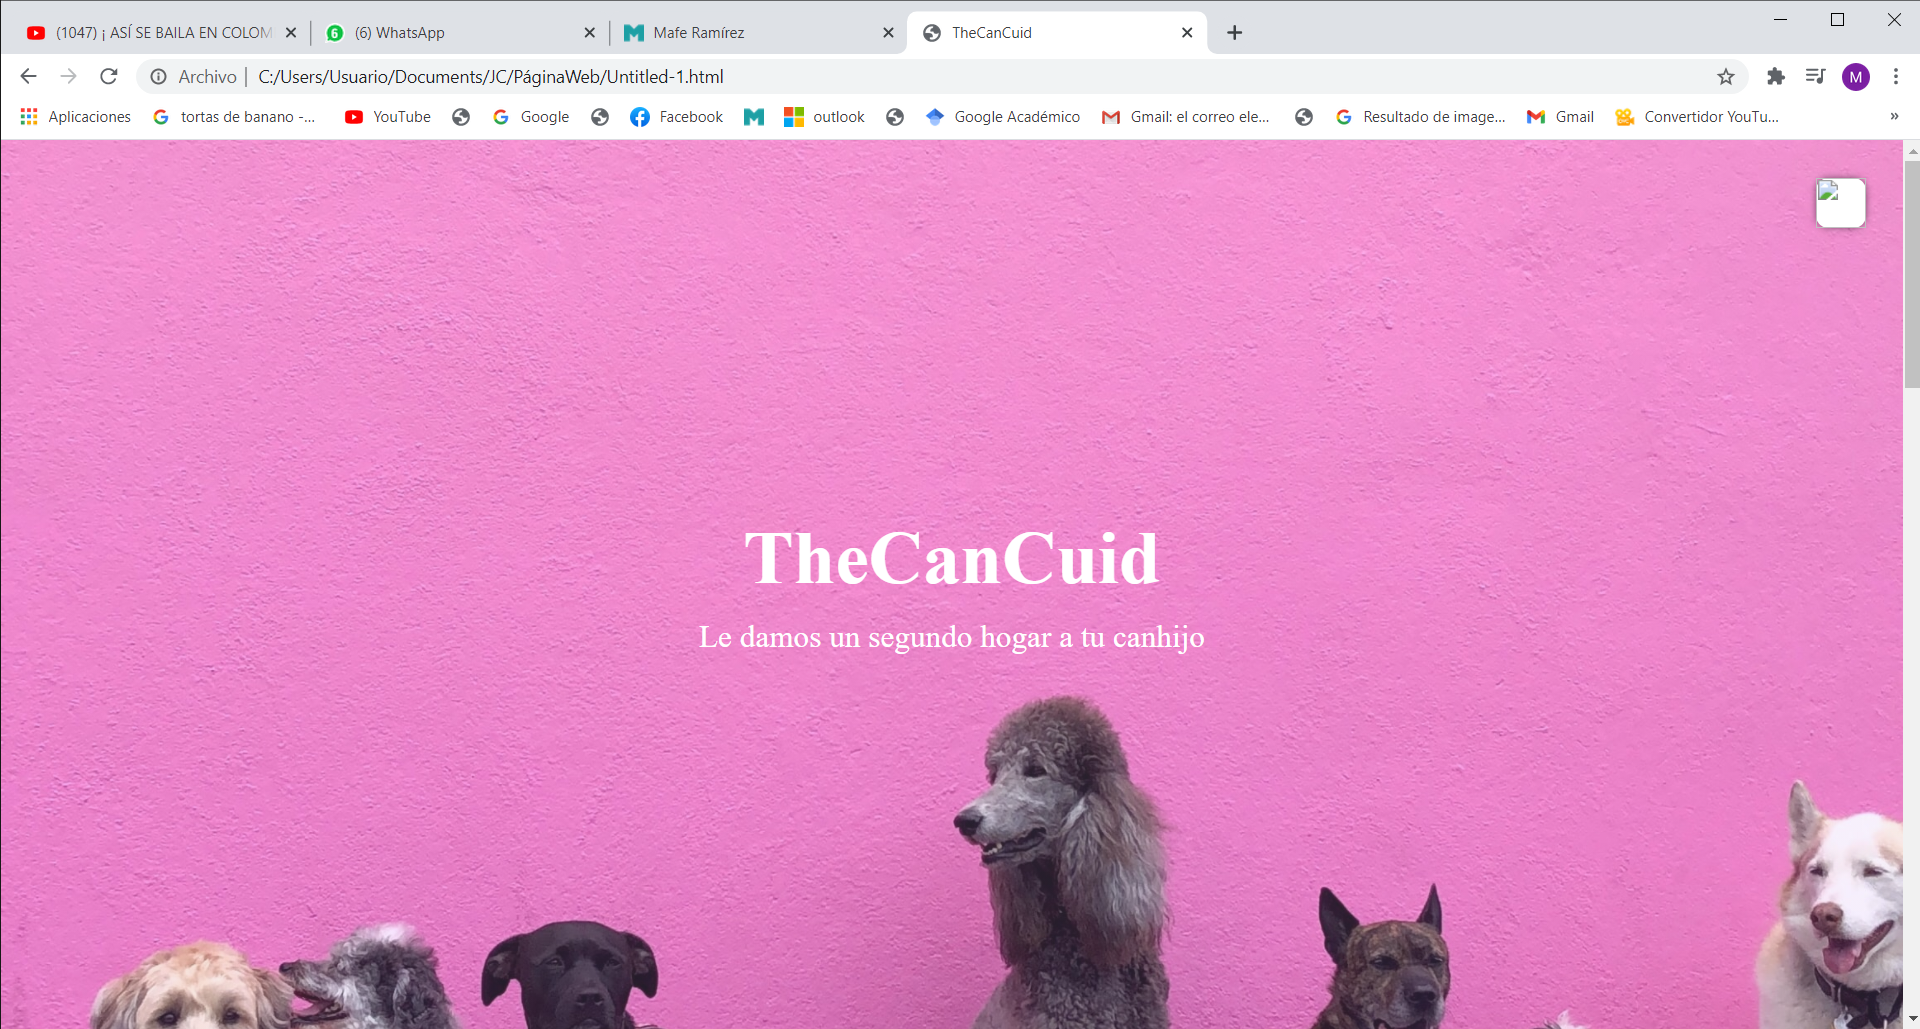 (1047) ¡ ASÍ SE BAILA EN COLOM
6 (6) WhatsApp
Mafe Ramírez
TheCanCuid
Archivo | C:/Users/Usuario/Documents/JC/PáginaWeb/Untitled-1.html
M
Aplicaciones
tortas de banano -...
YouTube
Google
Facebook
outlook
Google Académico
Gmail: el correo ele...
Resultado de image...
Gmail
Convertidor YouTu...
»
TheCanCuid
Le damos un segundo hogar a tu canhijo